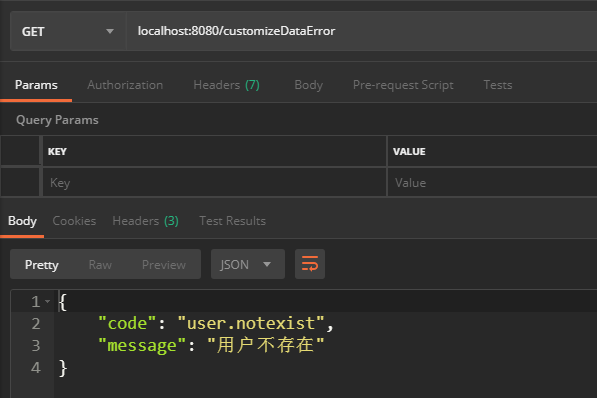 GET localhost:8080/customizeDataError
Params Authorization Headers (7) Body Pre-request Script Tests
Query Params
KEY VALUE
Key Value
Body Cookies Headers (3) Test Results
Pretty Raw Preview JSON
1 {
2 "code": "user.notexist",
3 "message": "用户不存在"
4 }